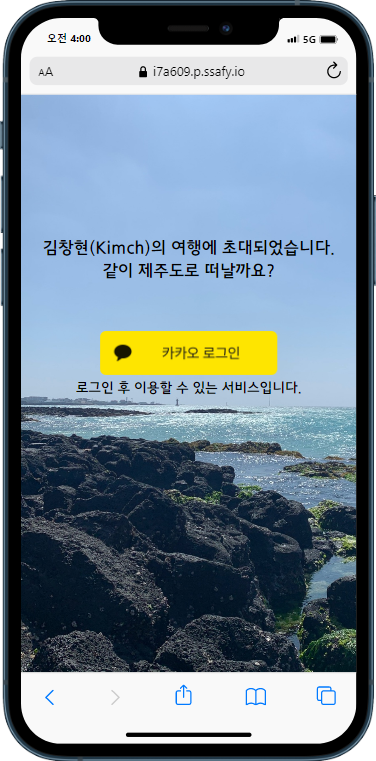 오전 4:00
5G
AA
i7a609.p.ssafy.io
김창현(Kimch)의 여행에 초대되었습니다.
같이 제주도로 떠날까요?
카카오 로그인
로그인 후 이용할 수 있는 서비스입니다.